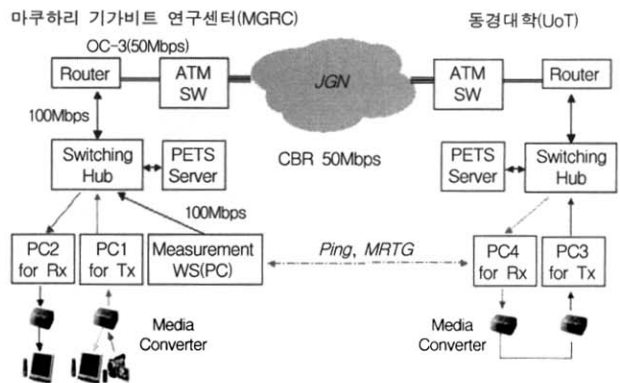 마쿠하리 기가비트 연구센터(MGRC)
동경대학(UoT)
OC-3(50Mbps)
Router
ATM
SW
JGN
ATM
SW
Router
100Mbps
CBR 50Mbps
Switching
Hub
PETS
Server
PETS
Server
Switching
Hub
100Mbps
PC2
for Rx
PC1
for Tx
Measurement
WS(PC)
Ping, MRTG
PC4
for Rx
PC3
for Tx
Media
Converter
Media
Converter